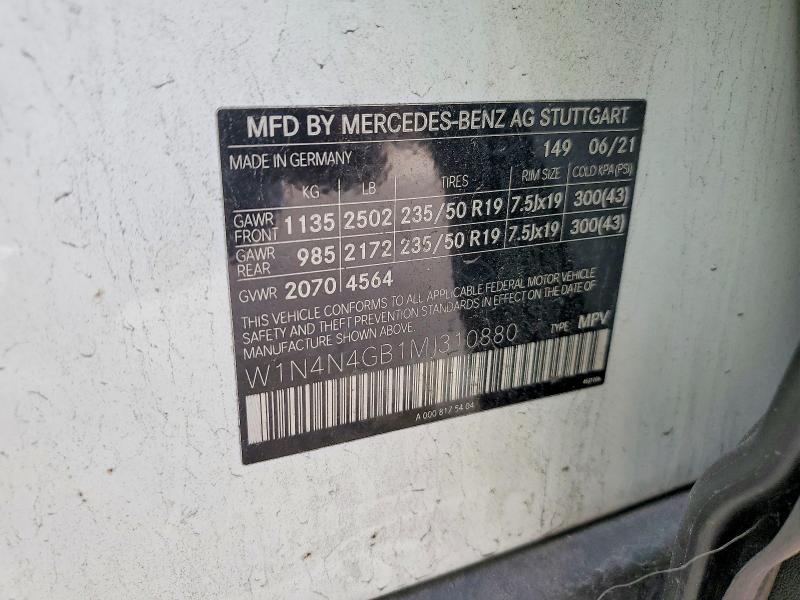 MFD BY MERCEDES-BENZ AG STUTTGART
MADE IN GERMANY 149 06/21
KG LB TIRES RIM SIZE COLD KPA(PSI)
GAWR FRONT 1135 2502 235/50 R19 7.5Jx19 300(43)
GAWR REAR 985 2172 235/50 R19 7.5Jx19 300(43)
GVWR 2070 4564
THIS VEHICLE CONFORMS TO ALL APPLICABLE FEDERAL MOTOR VEHICLE
SAFETY AND THEFT PREVENTION STANDARDS IN EFFECT ON THE DATE OF
MANUFACTURE SHOWN ABOVE.
W1N4N4GB1MJ310880 TYPE: MPV
A 000 817 54 04